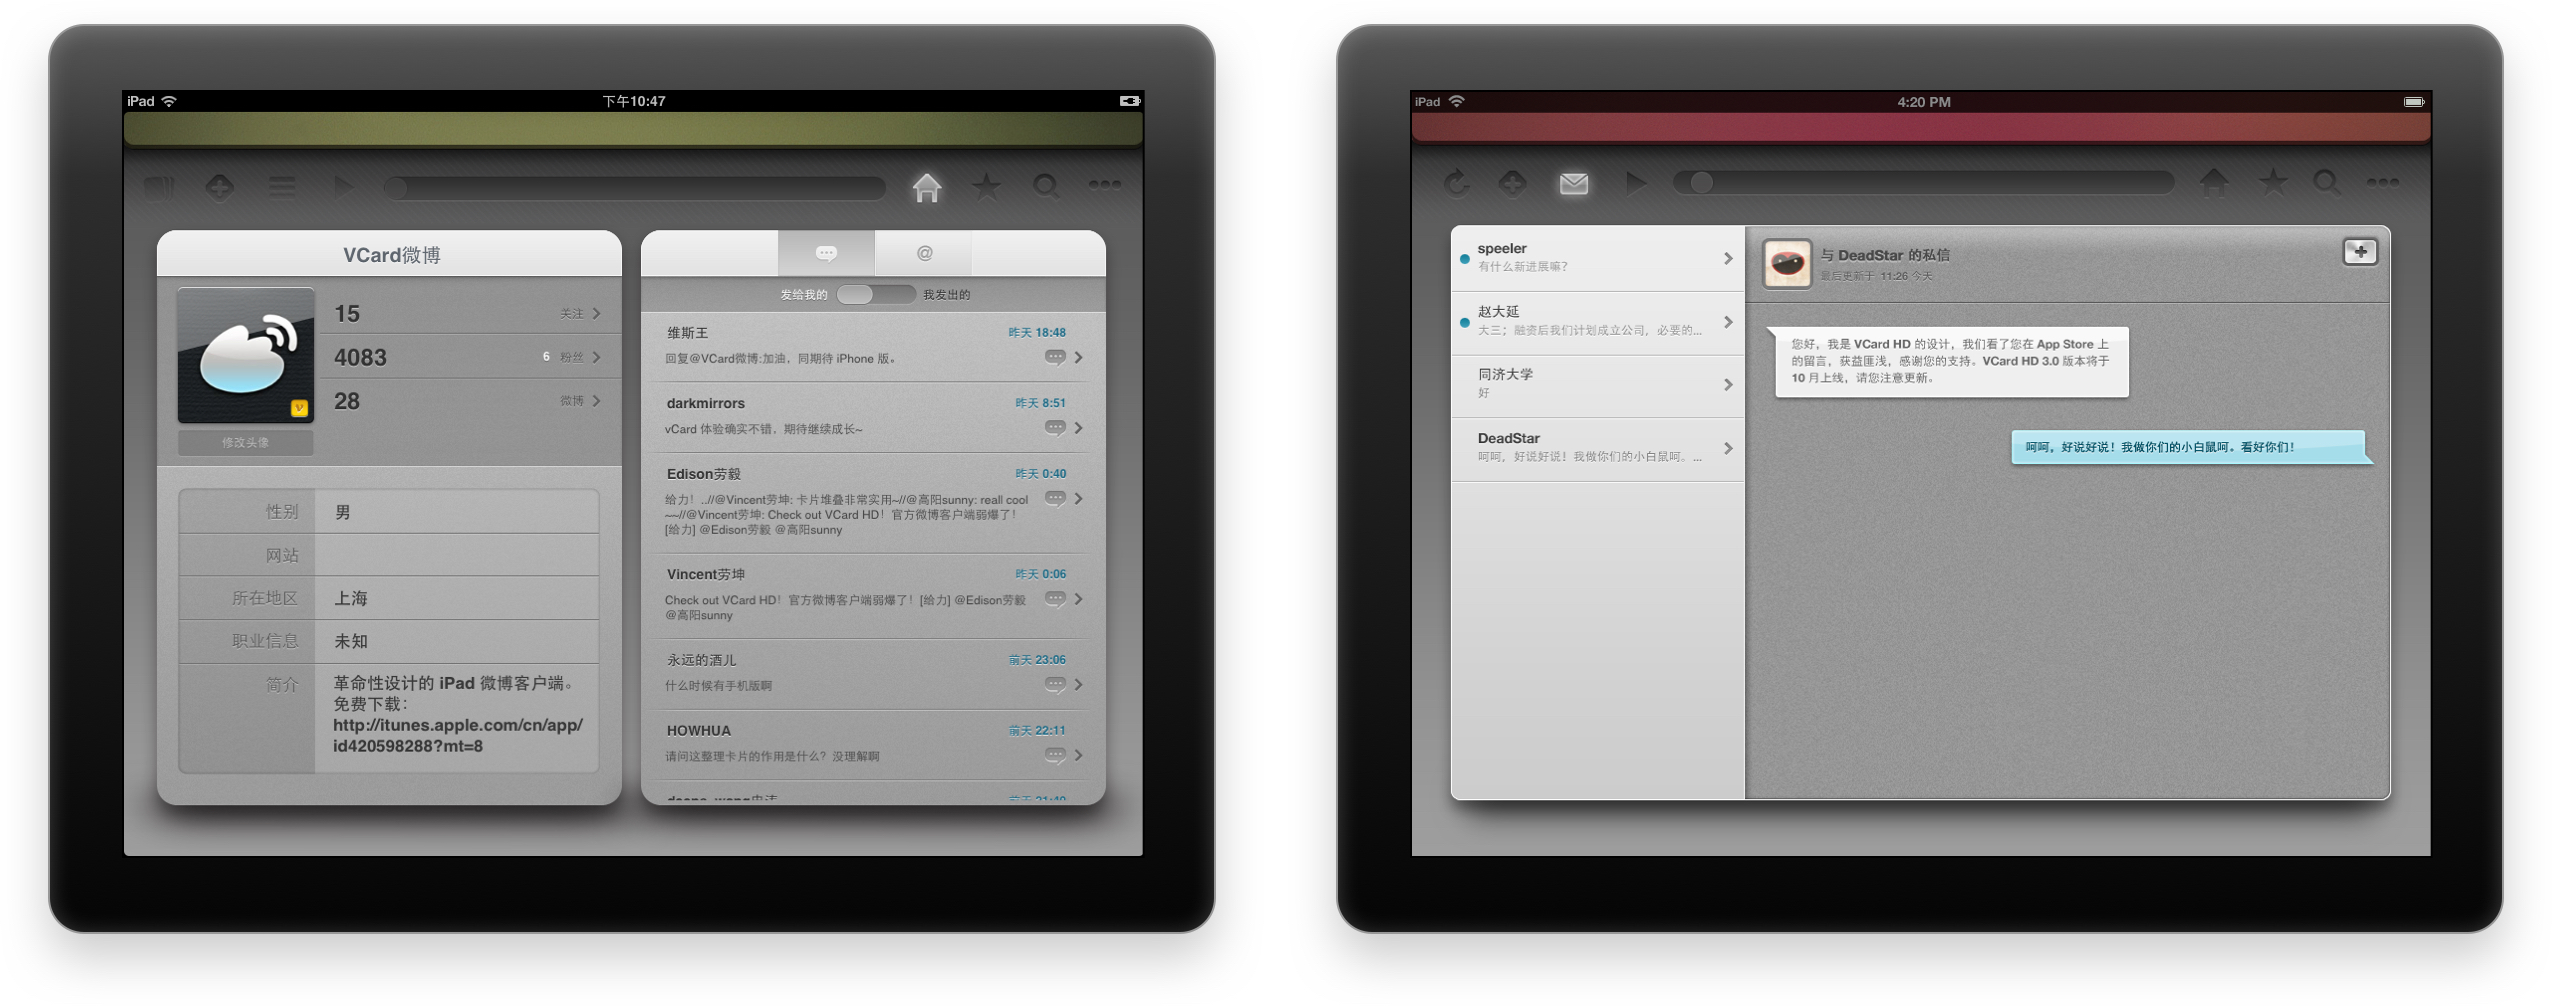 iPad
下午10:47
VCard微博
15
关注
4083
6 粉丝
28
微博
修改头像
性别
男
网站
所在地区
上海
职业信息
未知
简介
革命性设计的 iPad 微博客户端。
免费下载：
http://itunes.apple.com/cn/app/
id420598288?mt=8
@
发给我的
我发出的
维斯王
昨天 18:48
回复@VCard微博:加油，同期待 iPhone 版。
darkmirrors
昨天 8:51
vCard 体验确实不错，期待继续成长~
Edison劳毅
昨天 0:40
给力！..//@Vincent劳坤: 卡片堆叠非常实用~//@高阳sunny: reall cool
~~//@Vincent劳坤: Check out VCard HD！官方微博客户端弱爆了！
[给力] @Edison劳毅 @高阳sunny
Vincent劳坤
昨天 0:06
Check out VCard HD！官方微博客户端弱爆了！[给力] @Edison劳毅
@高阳sunny
永远的酒儿
前天 23:06
什么时候有手机版啊
HOWHUA
前天 22:11
请问这整理卡片的作用是什么？没理解啊
iPad
4:20 PM
speeler
有什么新进展嘛?
赵大延
大三；融资后我们计划成立公司，必要的...
同济大学
好
DeadStar
呵呵，好说好说！我做你们的小白鼠呵。...
与 DeadStar 的私信
最后更新于 11:26 今天
您好，我是 VCard HD 的设计，我们看了您在 App Store 上
的留言，获益匪浅，感谢您的支持。VCard HD 3.0 版本将于
10 月上线，请您注意更新。
呵呵，好说好说！我做你们的小白鼠呵。看好你们！